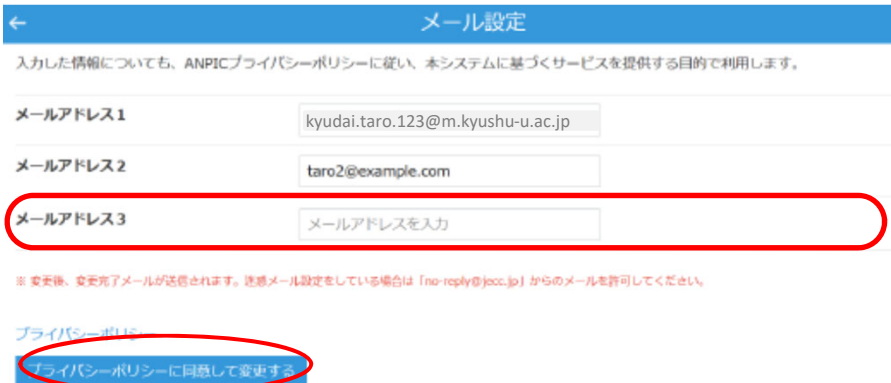 ← メール設定
入力した情報についても、ANPICプライバシーポリシーに従い、本システムに基づくサービスを提供する目的で利用します。
メールアドレス1 kyudai.taro.123@m.kyushu-u.ac.jp
メールアドレス2 taro2@example.com
メールアドレス3 メールアドレスを入力
※ 変更後、変更完了メールが送信されます。迷惑メール設定をしている場合は「no-reply@jecc.jp」からのメールを許可してください。
プライバシーポリシー
プライバシーポリシーに同意して変更する